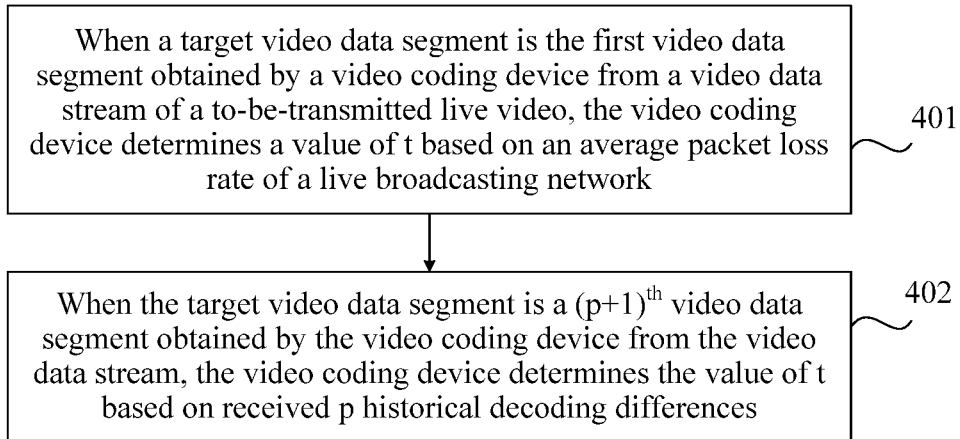 When a target video data segment is the first video data
segment obtained by a video coding device from a video data
stream of a to-be-transmitted live video, the video coding
device determines a value of t based on an average packet loss
rate of a live broadcasting network
401
When the target video data segment is a (p+1)th video data
segment obtained by the video coding device from the video
data stream, the video coding device determines the value of t
based on received p historical decoding differences
402